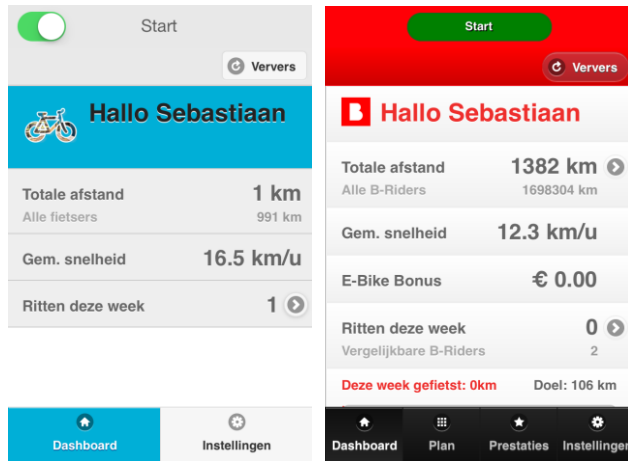 Start
Ververs
Hallo Sebastiaan
Totale afstand 1 km
Alle fietsers 991 km
Gem. snelheid 16.5 km/u
Ritten deze week 1
Dashboard Instellingen
Start
Ververs
B Hallo Sebastiaan
Totale afstand 1382 km
Alle B-Riders 1698304 km
Gem. snelheid 12.3 km/u
E-Bike Bonus € 0.00
Ritten deze week 0
Vergelijkbare B-Riders 2
Deze week gefietst: 0km Doel: 106 km
Dashboard Plan Prestaties Instellinger